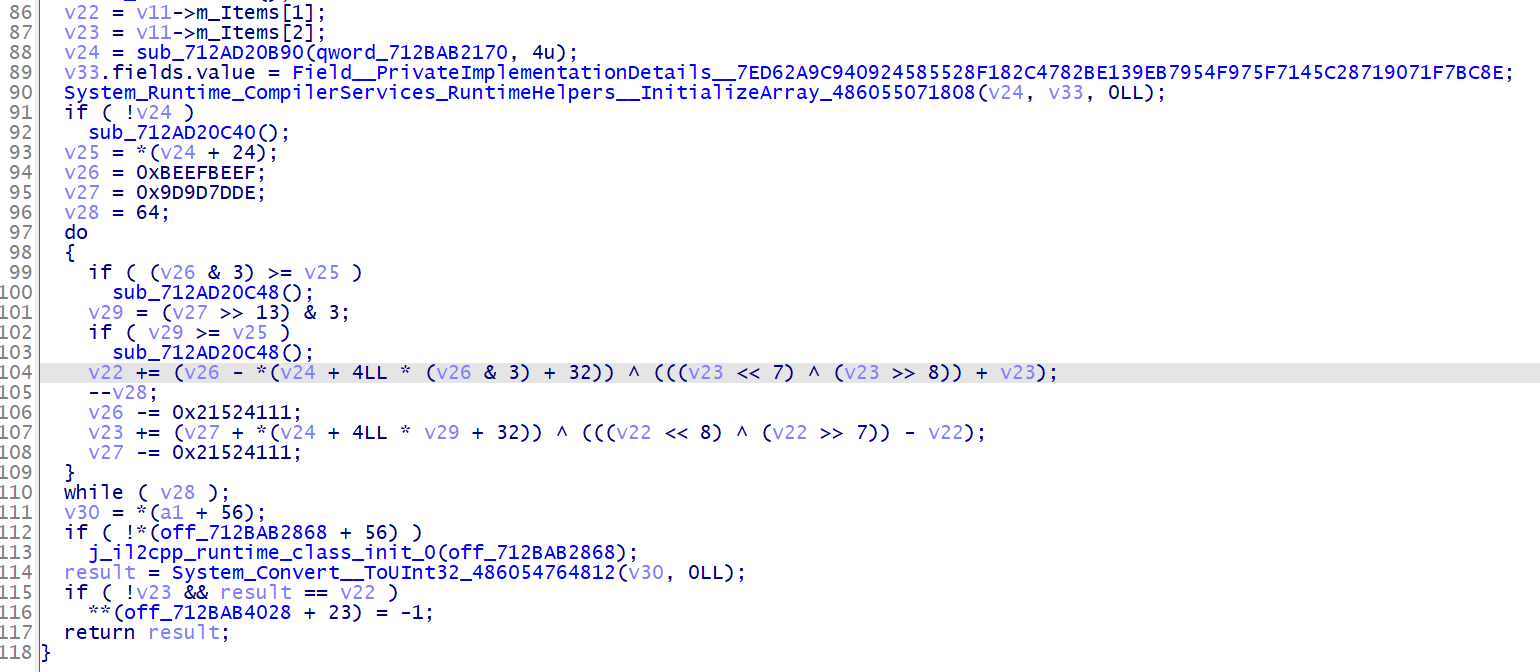 86 v22 = v11->m_Items[1];
87 v23 = v11->m_Items[2];
88 v24 = sub_712AD20B90(qword_712BAB2170, 4u);
89 v33.fields.value = Field__PrivateImplementationDetails__7ED62A9C940924585528F182C4782BE139EB7954F975F7145C28719071F7BC8E;
90 System_Runtime_CompilerServices_RuntimeHelpers__InitializeArray_486055071808(v24, v33, 0LL);
91 if ( !v24 )
92 sub_712AD20C40();
93 v25 = *(v24 + 24);
94 v26 = 0xBEEFBEEF;
95 v27 = 0x9D9D7DDE;
96 v28 = 64;
97 do
98 {
99 if ( (v26 & 3) >= v25 )
100 sub_712AD20C48();
101 v29 = (v27 >> 13) & 3;
102 if ( v29 >= v25 )
103 sub_712AD20C48();
104 v22 += (v26 - *(v24 + 4LL * (v26 & 3) + 32)) ^ (((v23 << 7) ^ (v23 >> 8)) + v23);
105 --v28;
106 v26 -= 0x21524111;
107 v23 += (v27 + *(v24 + 4LL * v29 + 32)) ^ (((v22 << 8) ^ (v22 >> 7)) - v22);
108 v27 -= 0x21524111;
109 }
110 while ( v28 );
111 v30 = *(a1 + 56);
112 if ( !*(off_712BAB2868 + 56) )
113 j_il2cpp_runtime_class_init_0(off_712BAB2868);
114 result = System_Convert__ToUInt32_486054764812(v30, 0LL);
115 if ( !v23 && result == v22 )
116 **(off_712BAB4028 + 23) = -1;
117 return result;
118 }